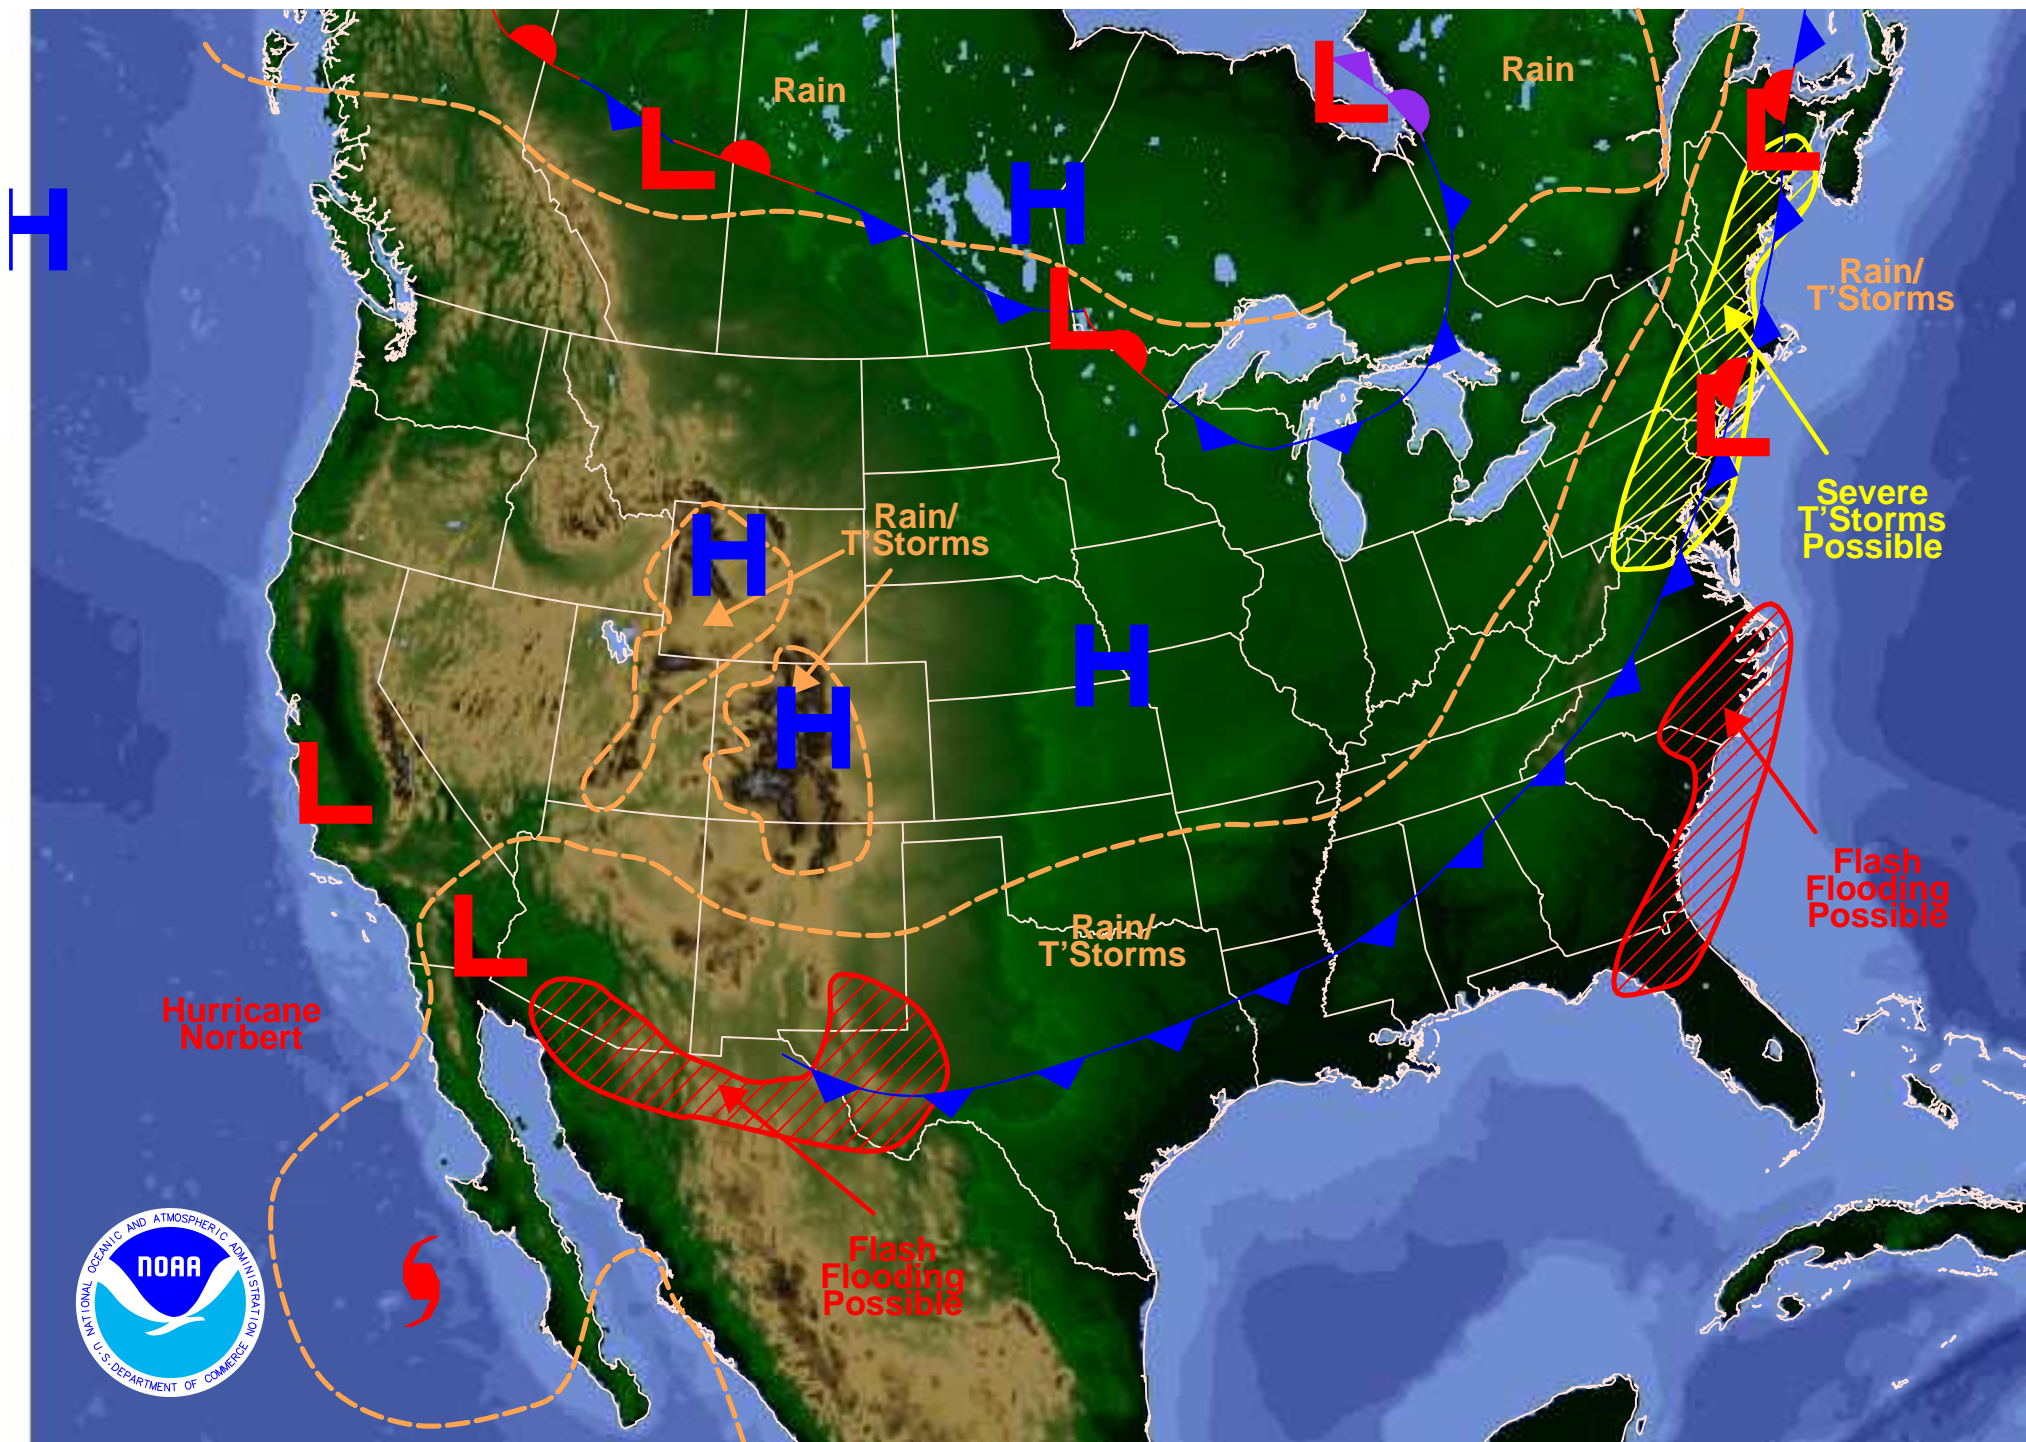 Rain
Rain
H
L
L
L
H
H
L
Rain/
T'Storms
L
Severe
T'Storms
Possible
Rain/
T'Storms
H
H
H
L
Flash
Flooding
Possible
L
Rain/
T'Storms
Hurricane
Norbert
Flash
Flooding
Possible
NATIONAL OCEANIC AND ATMOSPHERIC ADMINISTRATION
NOAA
U.S. DEPARTMENT OF COMMERCE